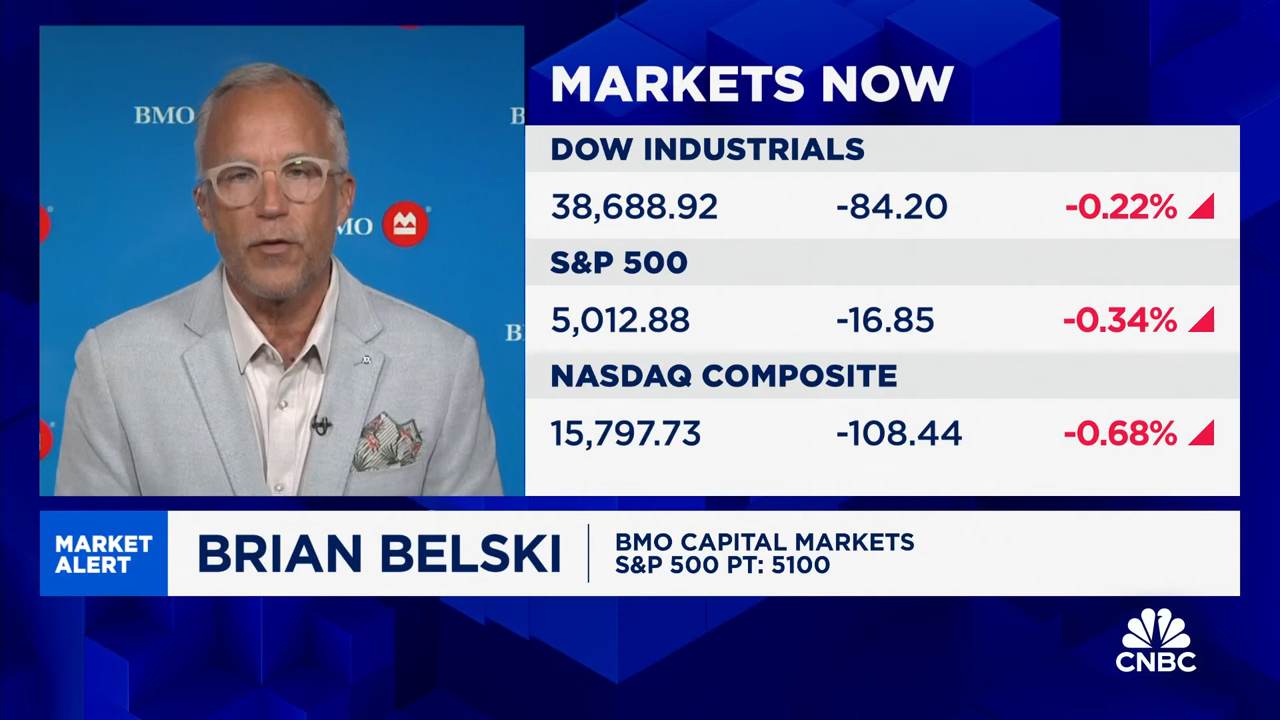 BMO
B
MO
B
MARKETS NOW
DOW INDUSTRIALS
38,688.92 -84.20 -0.22%
S&P 500
5,012.88 -16.85 -0.34%
NASDAQ COMPOSITE
15,797.73 -108.44 -0.68%
MARKET
ALERT
BRIAN BELSKI
BMO CAPITAL MARKETS
S&P 500 PT: 5100
CNBC